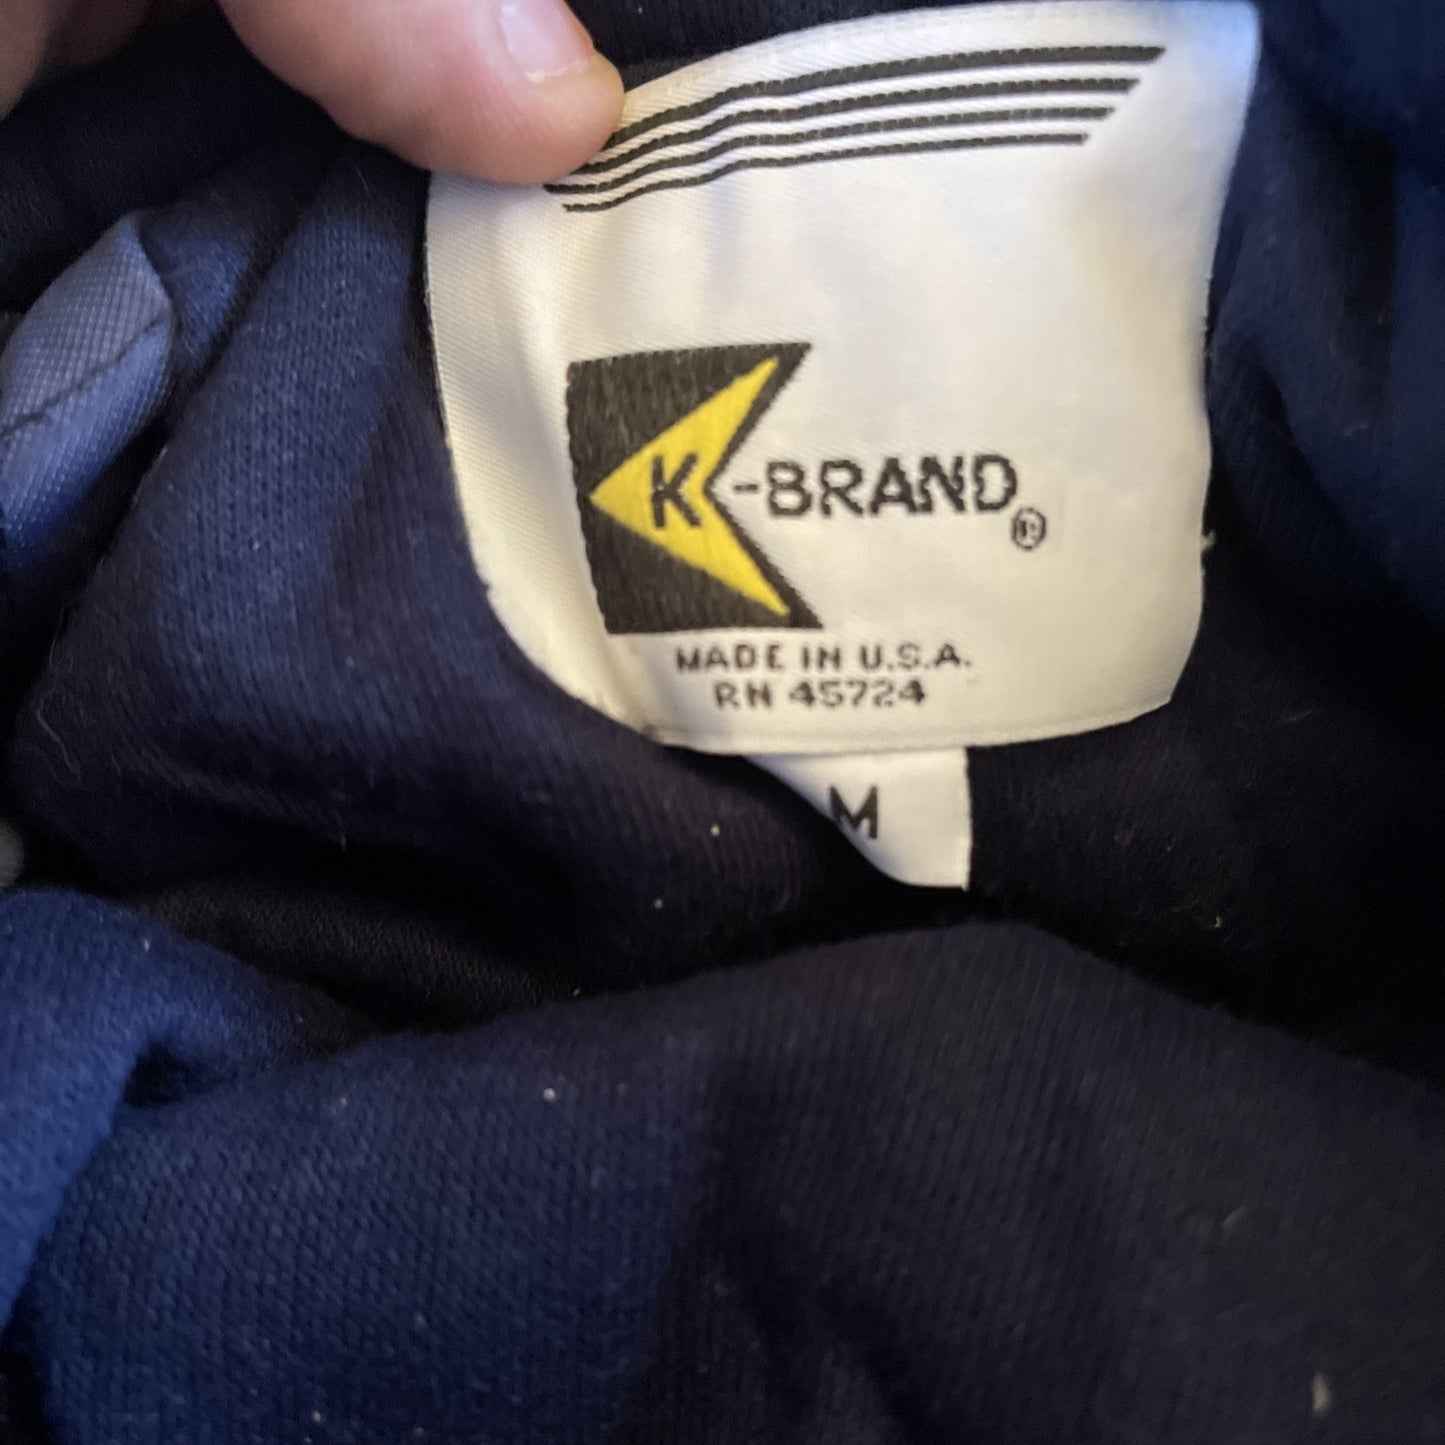 K-BRAND®
MADE IN U.S.A.
RN 45724
M